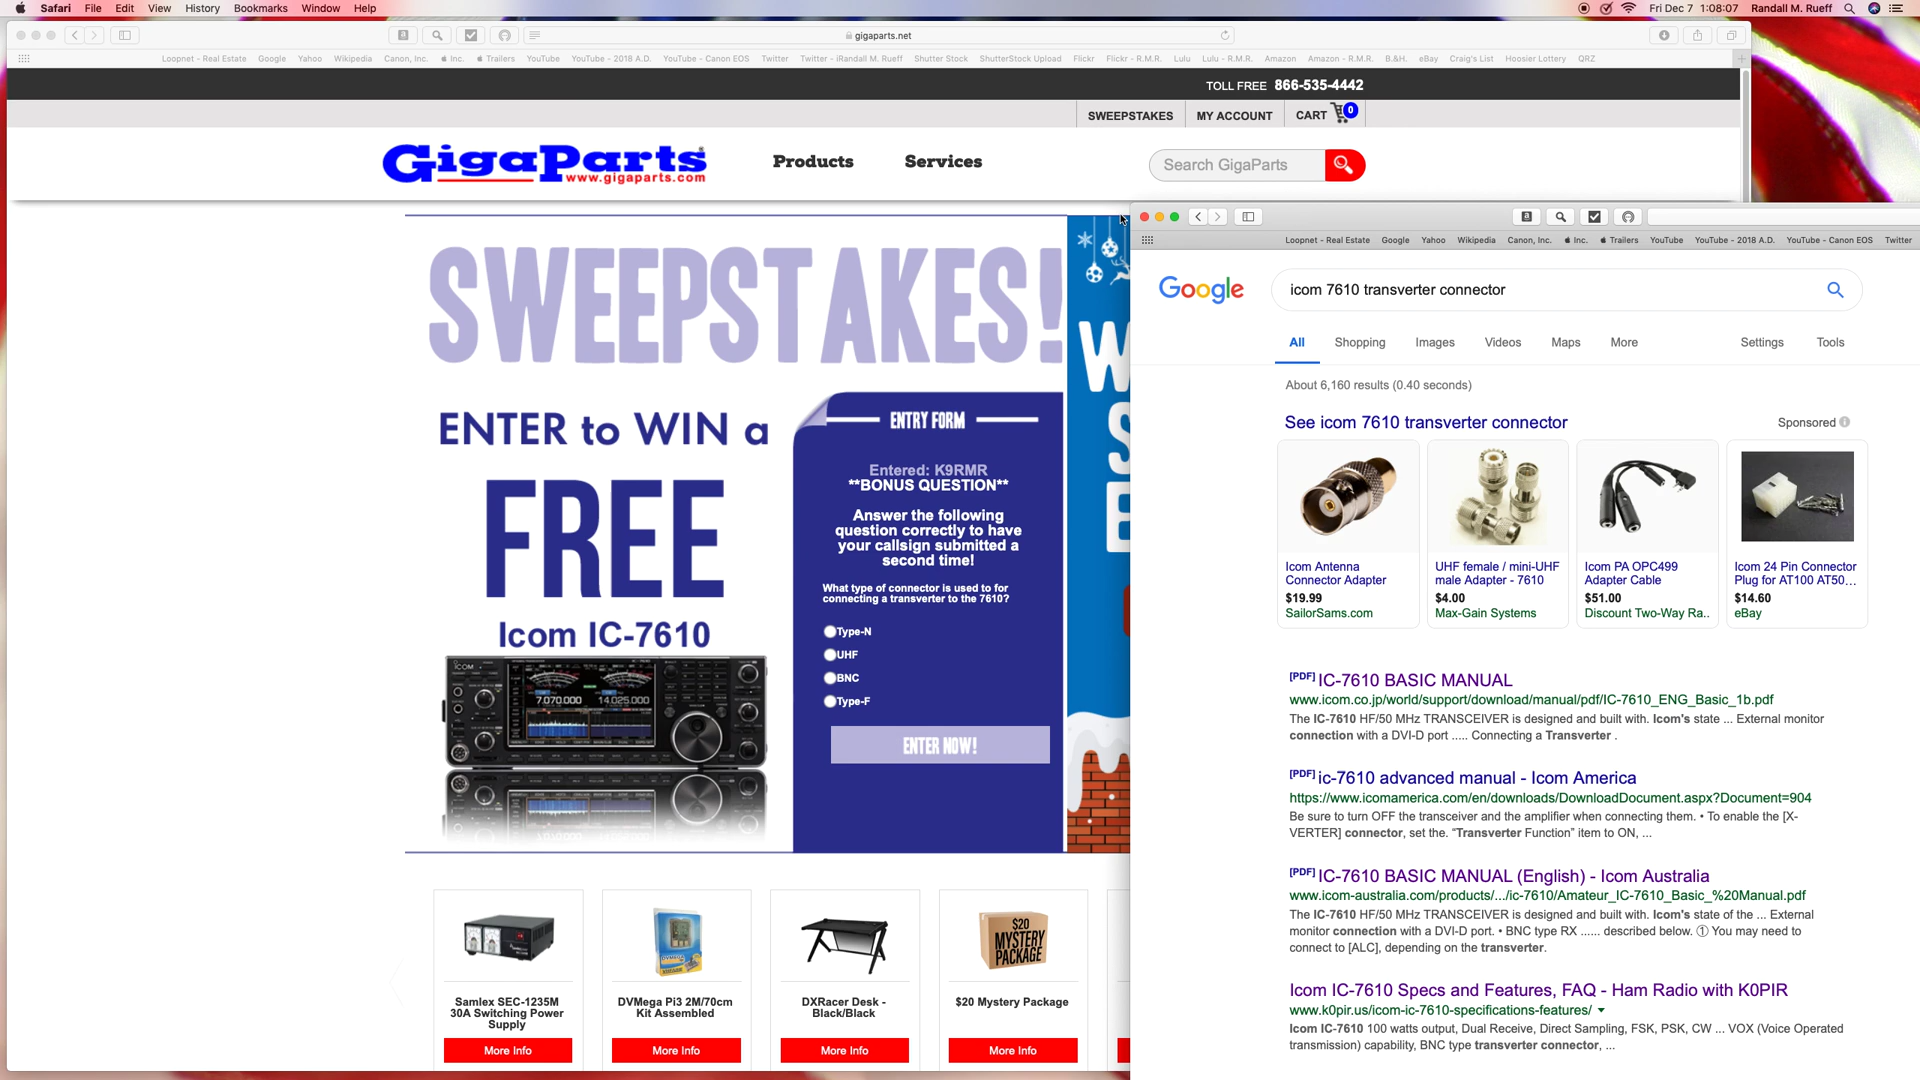 Safari File Edit View History Bookmarks Window Help
Fri Dec 7 1:08:07 Randall M. Rueff
gigaparts.net
Loopnet - Real Estate Google Yahoo Wikipedia Canon, Inc. Inc. Trailers YouTube YouTube - 2018 A.D. YouTube - Canon EOS Twitter Twitter - iRandall M. Rueff Shutter Stock ShutterStock Upload Flickr Flickr - R.M.R. Lulu Lulu - R.M.R. Amazon Amazon - R.M.R. B.&H. eBay Craig's List Hoosier Lottery QRZ
TOLL FREE 866-535-4442
SWEEPSTAKES MY ACCOUNT CART 0
GigaParts
www.gigaparts.com
Products Services
Search GigaParts
SWEEPSTAKES!
ENTER to WIN a
FREE
Icom IC-7610
ICOM
7.070.000 14.025.000
ENTRY FORM
Entered: K9RMR
**BONUS QUESTION**
Answer the following
question correctly to have
your callsign submitted a
second time!
What type of connector is used to for
connecting a transverter to the 7610?
Type-N
UHF
BNC
Type-F
ENTER NOW!
W
S
E
$20
MYSTERY
PACKAGE
Samlex SEC-1235M
30A Switching Power
Supply
More Info
DVMega Pi3 2M/70cm
Kit Assembled
More Info
DXRacer Desk -
Black/Black
More Info
$20 Mystery Package
More Info
Loopnet - Real Estate Google Yahoo Wikipedia Canon, Inc. Inc. Trailers YouTube YouTube - 2018 A.D. YouTube - Canon EOS Twitter
Google
icom 7610 transverter connector
All Shopping Images Videos Maps More Settings Tools
About 6,160 results (0.40 seconds)
See icom 7610 transverter connector
Sponsored
Icom Antenna
Connector Adapter
$19.99
SailorSams.com
UHF female / mini-UHF
male Adapter - 7610
$4.00
Max-Gain Systems
Icom PA OPC499
Adapter Cable
$51.00
Discount Two-Way Ra..
Icom 24 Pin Connector
Plug for AT100 AT50...
$14.60
eBay
[PDF] IC-7610 BASIC MANUAL
www.icom.co.jp/world/support/download/manual/pdf/IC-7610_ENG_Basic_1b.pdf
The IC-7610 HF/50 MHz TRANSCEIVER is designed and built with. Icom's state ... External monitor
connection with a DVI-D port ..... Connecting a Transverter .
[PDF] ic-7610 advanced manual - Icom America
https://www.icomamerica.com/en/downloads/DownloadDocument.aspx?Document=904
Be sure to turn OFF the transceiver and the amplifier when connecting them. • To enable the [X-
VERTER] connector, set the. “Transverter Function” item to ON, ...
[PDF] IC-7610 BASIC MANUAL (English) - Icom Australia
www.icom-australia.com/products/.../ic-7610/Amateur_IC-7610_Basic_%20Manual.pdf
The IC-7610 HF/50 MHz TRANSCEIVER is designed and built with. Icom's state of the ... External
monitor connection with a DVI-D port. • BNC type RX ...... described below. ① You may need to
connect to [ALC], depending on the transverter.
Icom IC-7610 Specs and Features, FAQ - Ham Radio with K0PIR
www.k0pir.us/icom-ic-7610-specifications-features/
Icom IC-7610 100 watts output, Dual Receive, Direct Sampling, FSK, PSK, CW ... VOX (Voice Operated
transmission) capability, BNC type transverter connector, ...